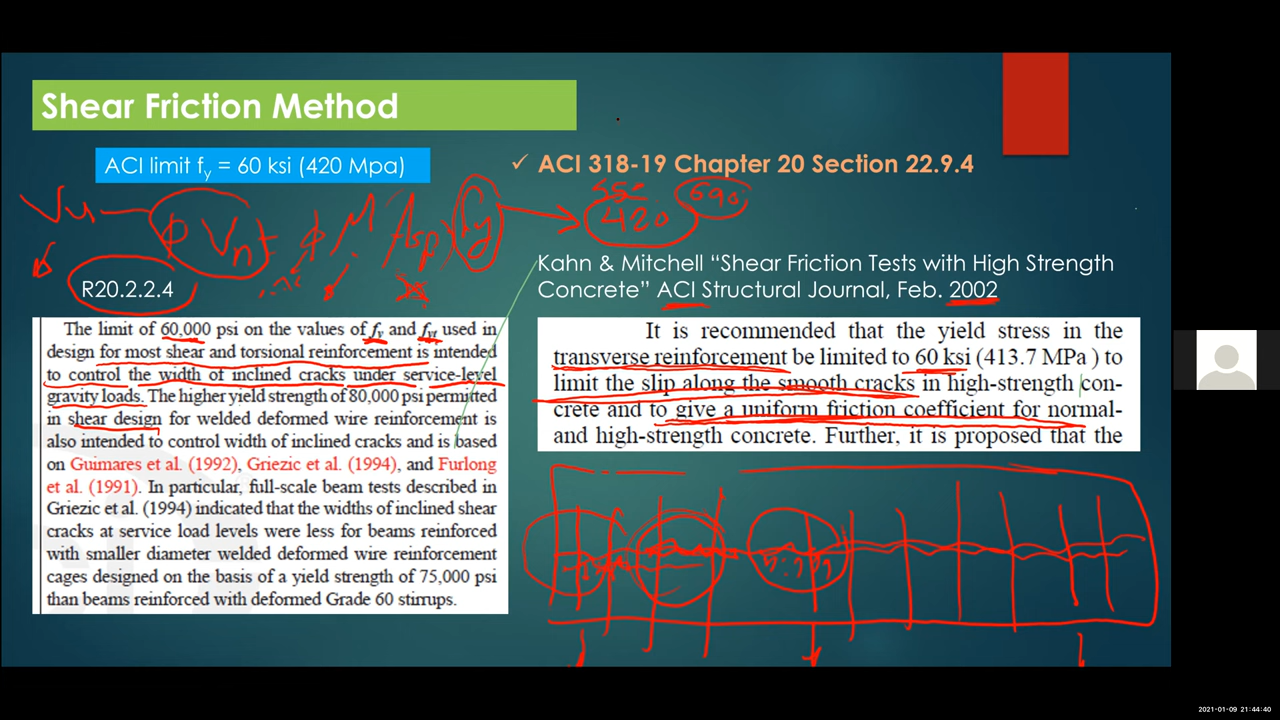 Shear Friction Method
ACI limit fy = 60 ksi (420 Mpa)
✓ ACI 318-19 Chapter 20 Section 22.9.4
Vu
ϕ Vnt ϕ M Asp fy
420
690
R20.2.2.4
Kahn & Mitchell “Shear Friction Tests with High Strength
Concrete” ACI Structural Journal, Feb. 2002
The limit of 60,000 psi on the values of fy and fyt used in
design for most shear and torsional reinforcement is intended
to control the width of inclined cracks under service-level
gravity loads. The higher yield strength of 80,000 psi permitted
in shear design for welded deformed wire reinforcement is
also intended to control width of inclined cracks and is based
on Guimares et al. (1992), Griezic et al. (1994), and Furlong
et al. (1991). In particular, full-scale beam tests described in
Griezic et al. (1994) indicated that the widths of inclined shear
cracks at service load levels were less for beams reinforced
with smaller diameter welded deformed wire reinforcement
cages designed on the basis of a yield strength of 75,000 psi
than beams reinforced with deformed Grade 60 stirrups.
It is recommended that the yield stress in the
transverse reinforcement be limited to 60 ksi (413.7 MPa ) to
limit the slip along the smooth cracks in high-strength con-
crete and to give a uniform friction coefficient for normal-
and high-strength concrete. Further, it is proposed that the
2021-01-09 21:44:40